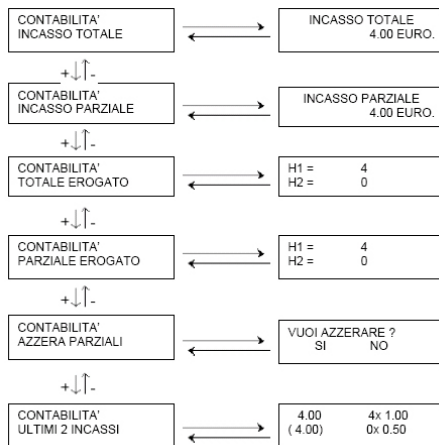 CONTABILITA'
INCASSO TOTALE
INCASSO TOTALE
4.00 EURO.
+ -
CONTABILITA'
INCASSO PARZIALE
INCASSO PARZIALE
4.00 EURO.
+ -
CONTABILITA'
TOTALE EROGATO
H1 = 4
H2 = 0
+ -
CONTABILITA'
PARZIALE EROGATO
H1 = 4
H2 = 0
+ -
CONTABILITA'
AZZERA PARZIALI
VUOI AZZERARE ?
SI NO
+ -
CONTABILITA'
ULTIMI 2 INCASSI
4.00 4x 1.00
( 4.00) 0x 0.50